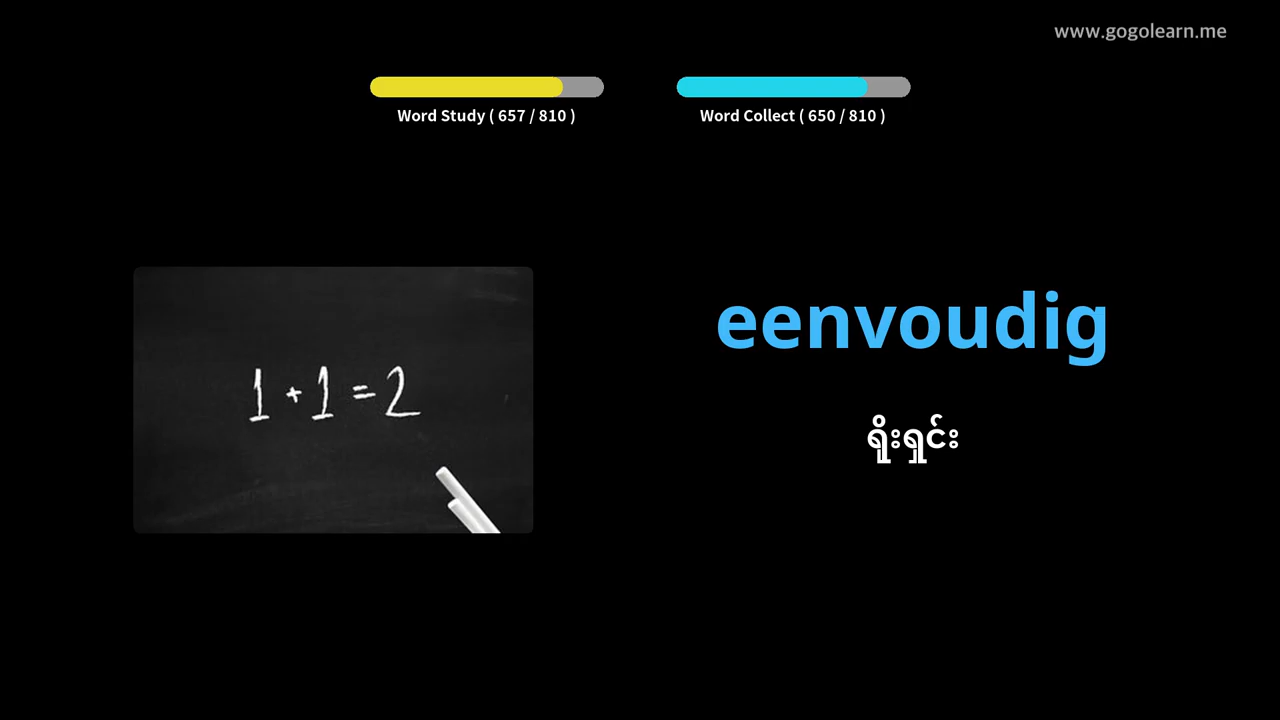 www.gogolearn.me
Word Study ( 657 / 810 )
Word Collect ( 650 / 810 )
eenvoudig
1 + 1 = 2
ရိုးရှင်း